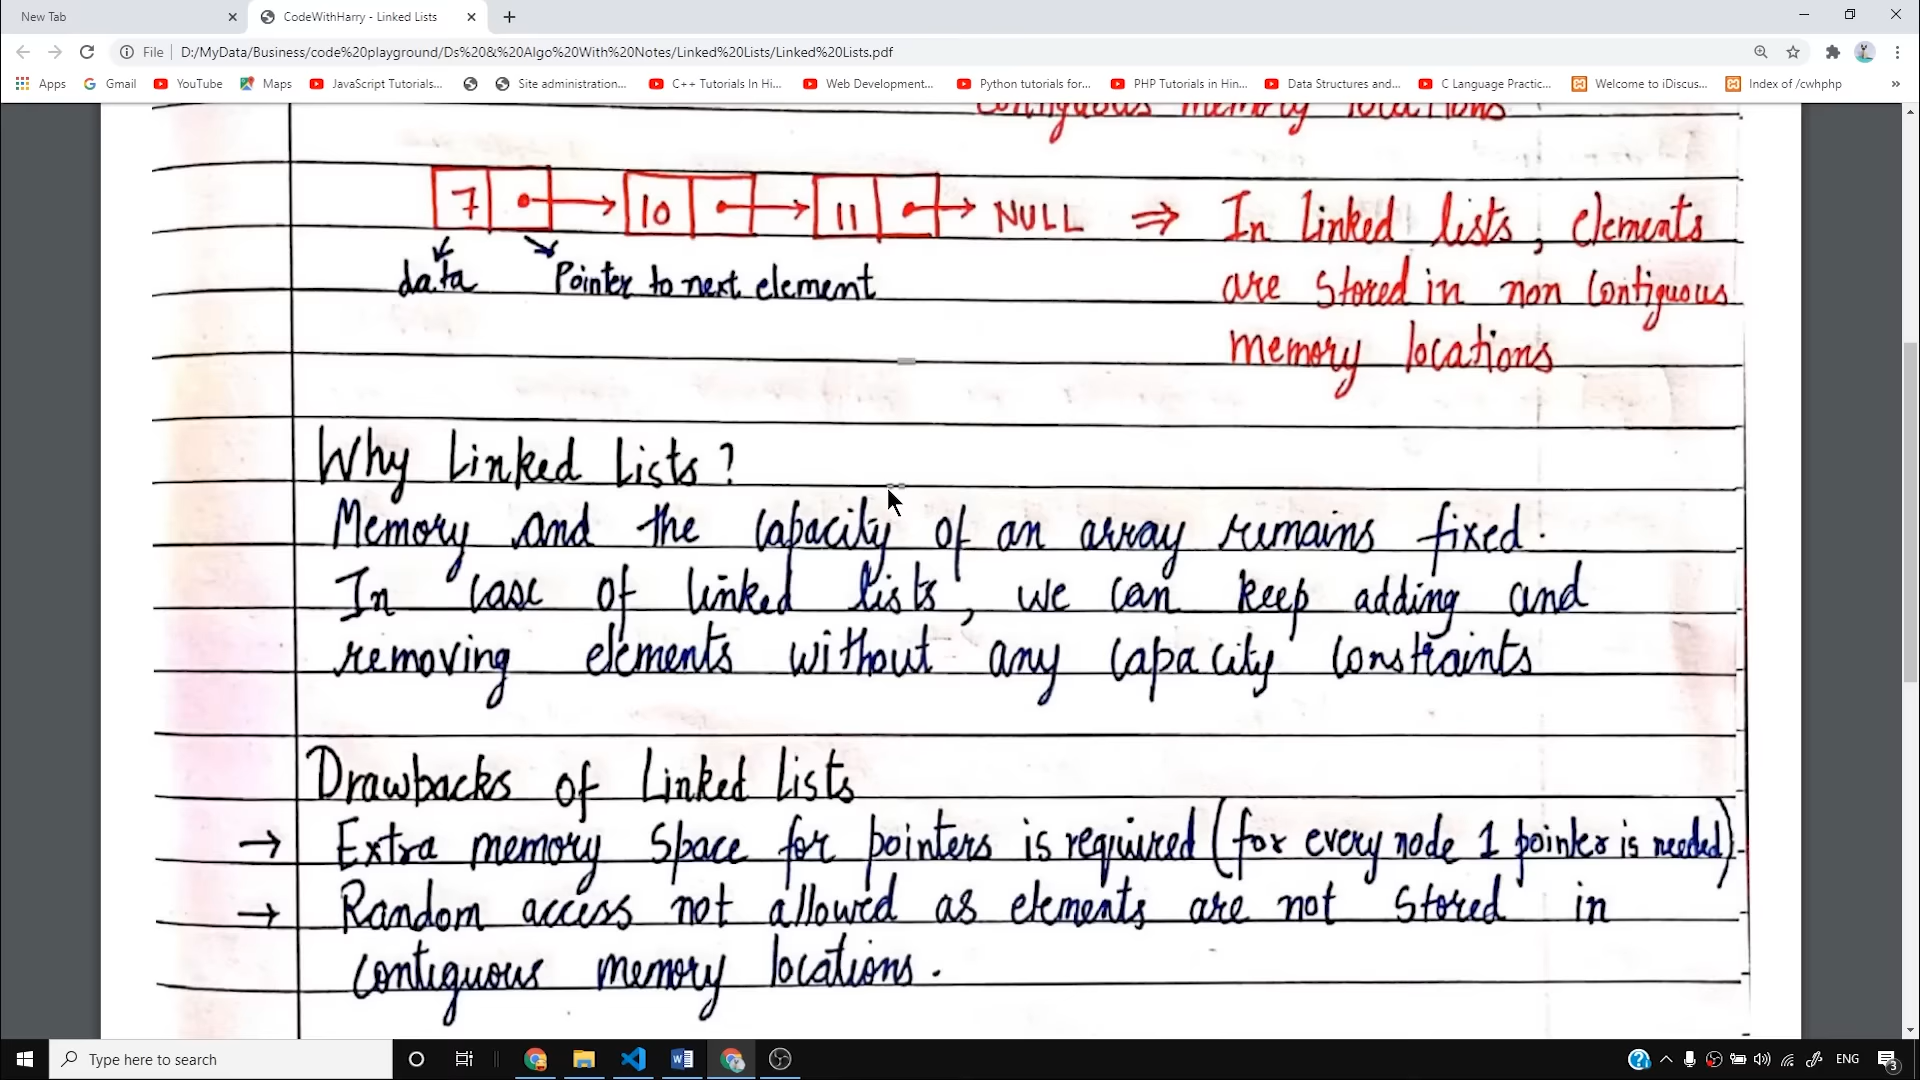 New Tab
CodeWithHarry - Linked Lists
File | D:/MyData/Business/code%20playground/Ds%20&%20Algo%20With%20Notes/Linked%20Lists/Linked%20Lists.pdf
Apps Gmail YouTube Maps JavaScript Tutorials... Site administration... C++ Tutorials In Hi... Web Development... Python tutorials for... PHP Tutorials in Hin... Data Structures and... C Language Practic... Welcome to iDiscus... Index of /cwhphp »
Contiguous memory locations
7 10 11 NULL ⇒ In linked lists, elements
data Pointer to next element are stored in non contiguous
memory locations
Why Linked Lists?
Memory and the capacity of an array remains fixed.
In case of linked lists, we can keep adding and
removing elements without any capacity constraints
Drawbacks of Linked Lists
→ Extra memory space for pointers is required (for every node 1 pointer is needed)
→ Random access not allowed as elements are not stored in
contiguous memory locations.
Type here to search
ENG
3